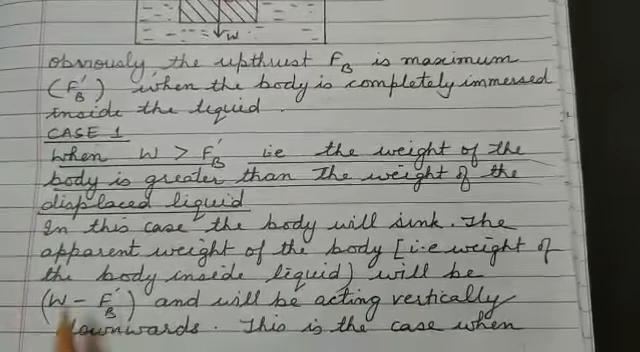 W
obviously the upthrust F_B is maximum
(F'_B) when the body is completely immersed
inside the liquid.
CASE 1
When W > F'_B i.e the weight of the
body is greater than The weight of the
displaced liquid
In this case the body will sink. The
apparent weight of the body [i.e weight of
the body inside liquid) will be
(W - F'_B) and will be acting vertically
downwards. This is the case when